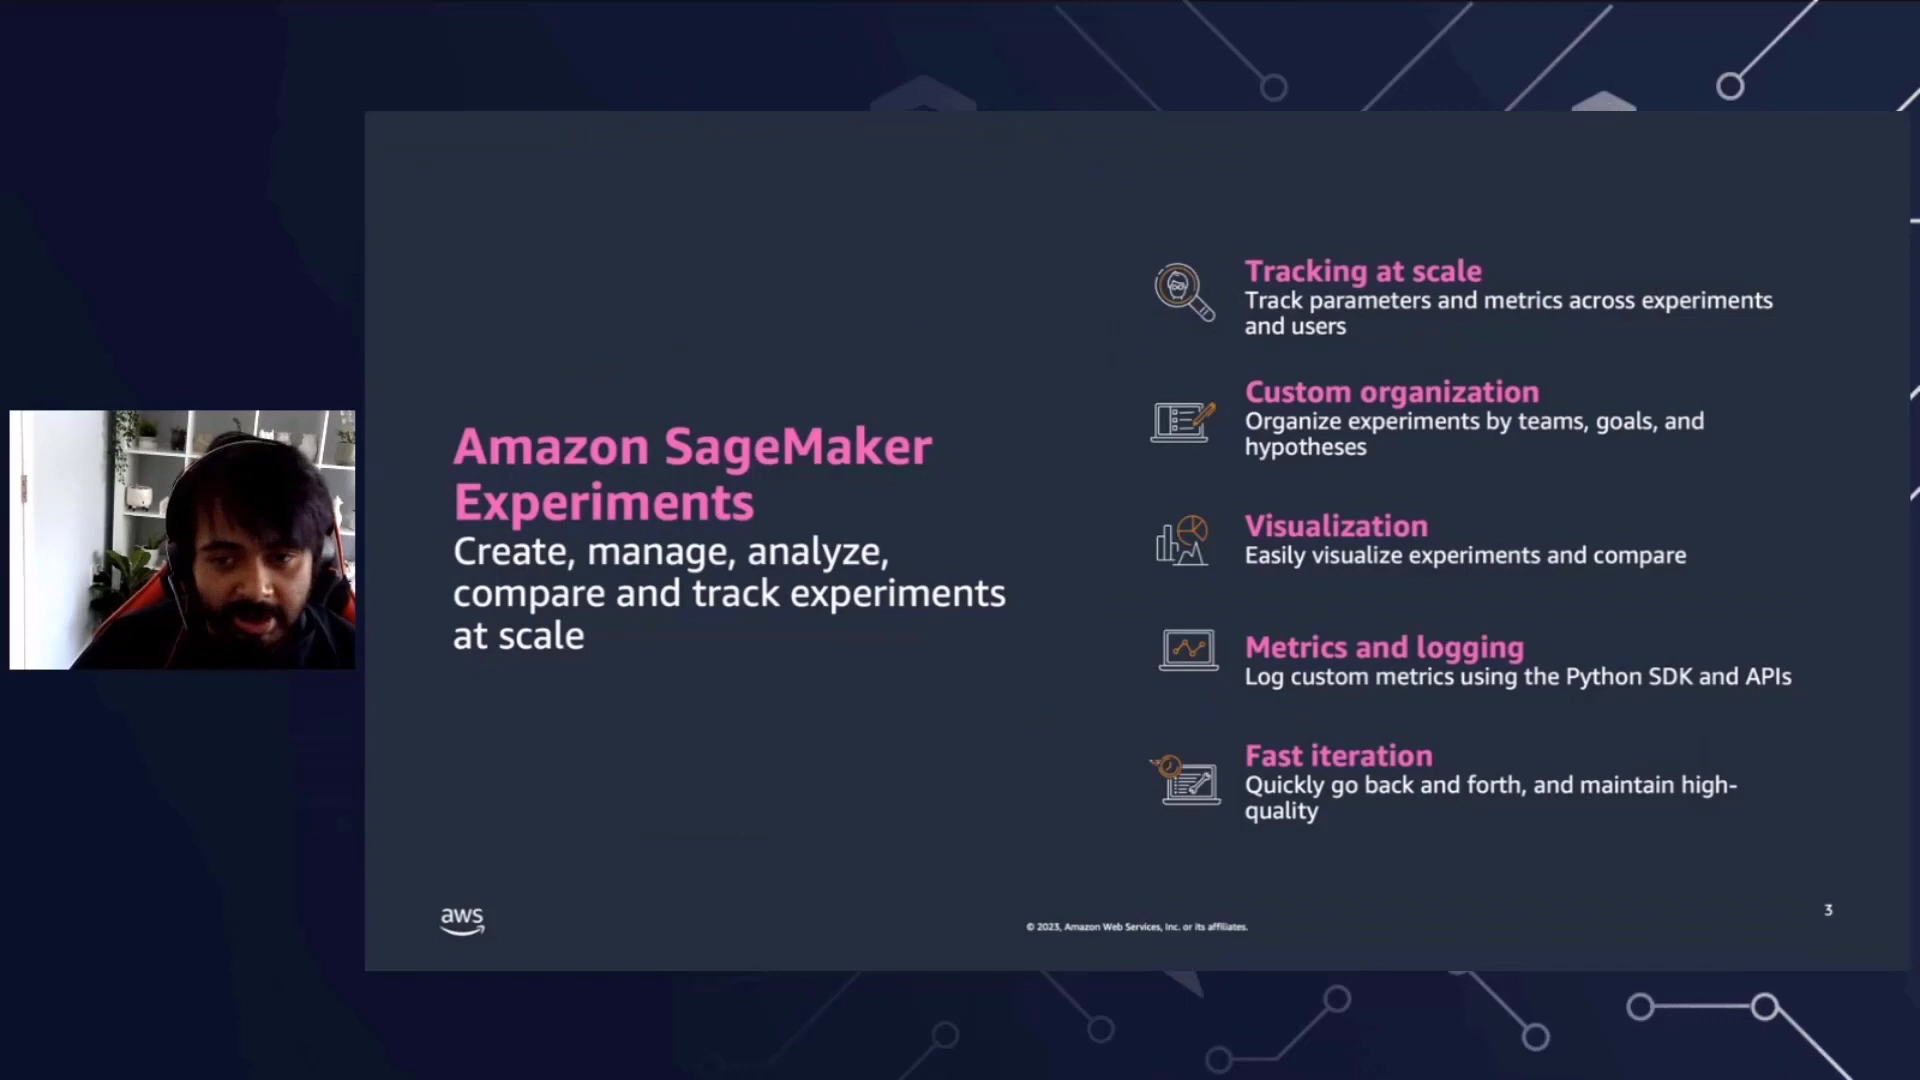 Amazon SageMaker
Experiments
Create, manage, analyze,
compare and track experiments
at scale
Tracking at scale
Track parameters and metrics across experiments
and users
Custom organization
Organize experiments by teams, goals, and
hypotheses
Visualization
Easily visualize experiments and compare
Metrics and logging
Log custom metrics using the Python SDK and APIs
Fast iteration
Quickly go back and forth, and maintain high-
quality
aws
© 2023, Amazon Web Services, Inc. or its affiliates.
3